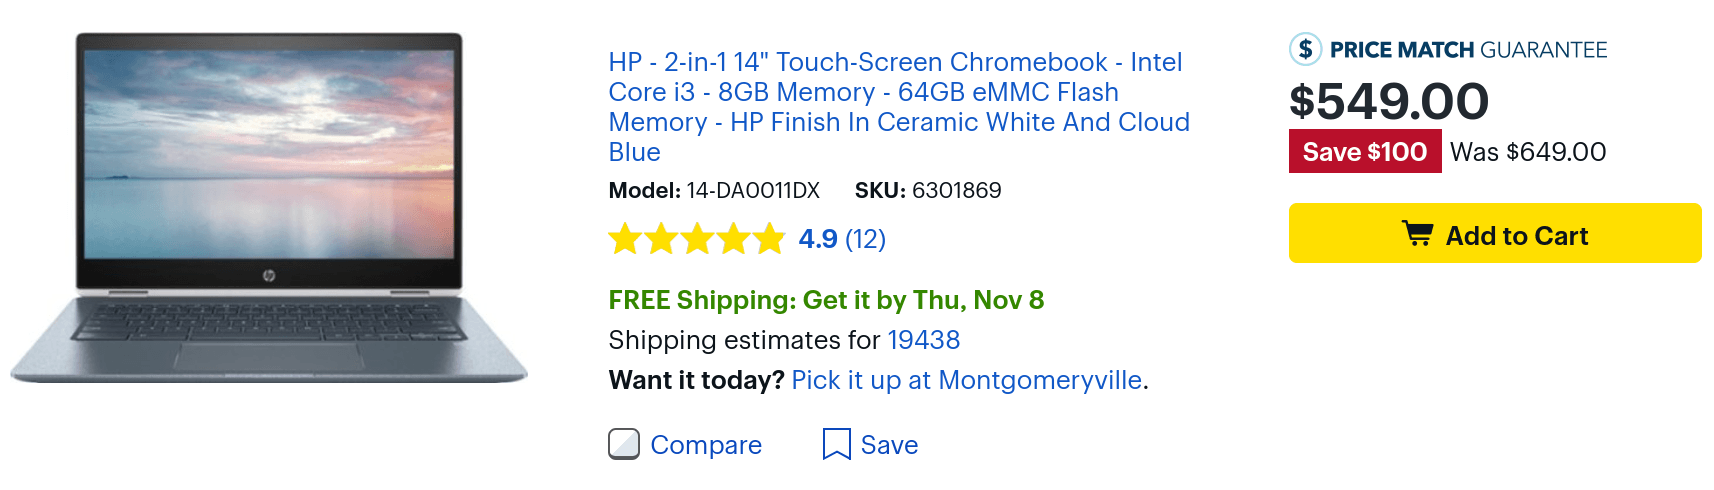 HP - 2-in-1 14" Touch-Screen Chromebook - Intel
Core i3 - 8GB Memory - 64GB eMMC Flash
Memory - HP Finish In Ceramic White And Cloud
Blue
Model: 14-DA0011DX SKU: 6301869
4.9 (12)
FREE Shipping: Get it by Thu, Nov 8
Shipping estimates for 19438
Want it today? Pick it up at Montgomeryville.
Compare Save
$ PRICE MATCH GUARANTEE
$549.00
Save $100 Was $649.00
Add to Cart
hp